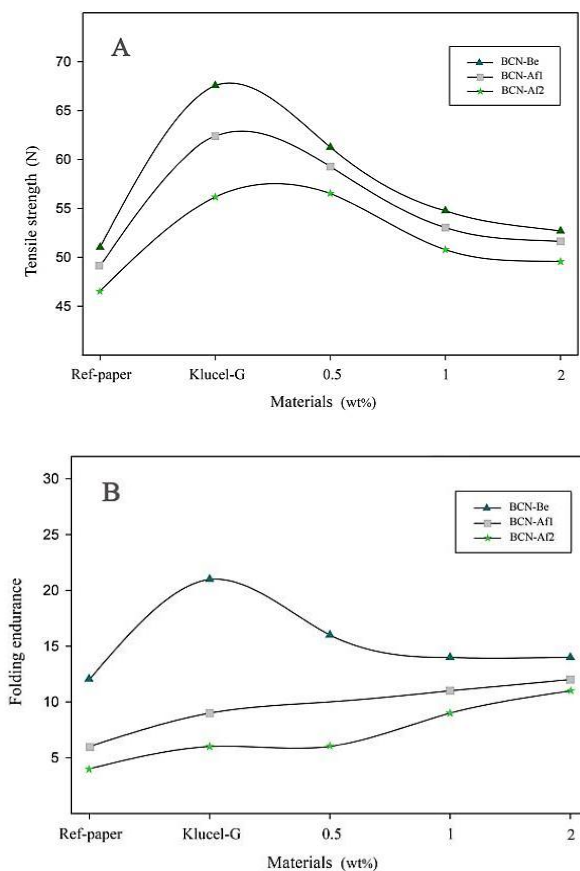 A
BCN-Be
BCN-Af1
BCN-Af2
70
65
60
55
50
45
Tensile strength (N)
Ref-paper Klucel-G 0.5 1 2
Materials (wt%)
B
BCN-Be
BCN-Af1
BCN-Af2
30
25
20
15
10
5
Folding endurance
Ref-paper Klucel-G 0.5 1 2
Materials (wt%)